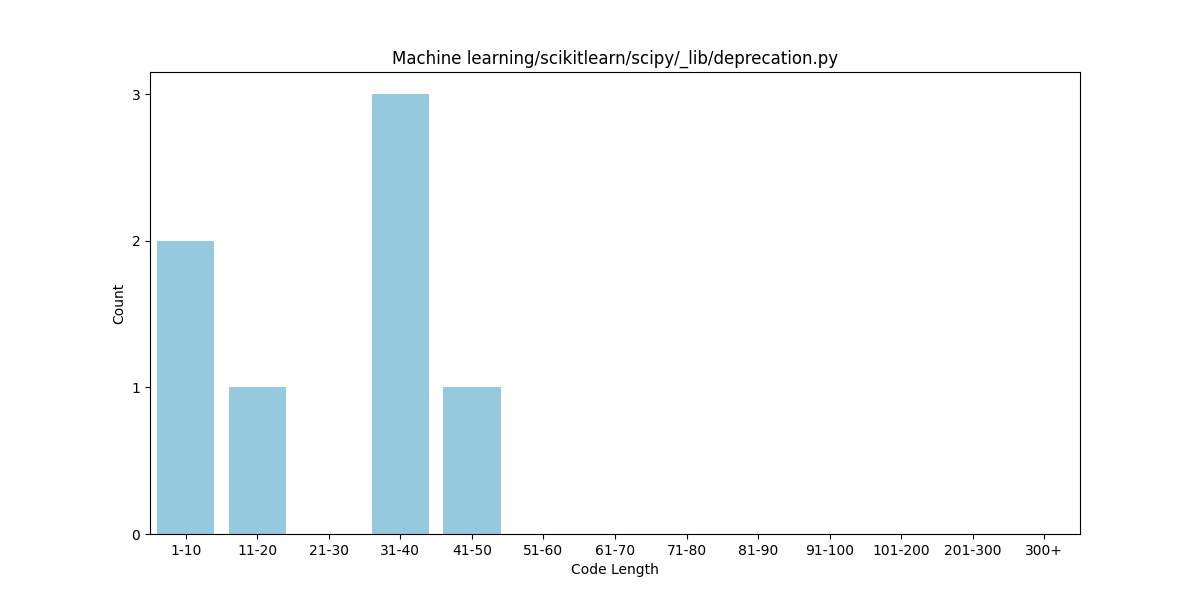 Machine learning/scikitlearn/scipy/_lib/deprecation.py
3
2
1
0
Count
1-10 11-20 21-30 31-40 41-50 51-60 61-70 71-80 81-90 91-100 101-200 201-300 300+
Code Length